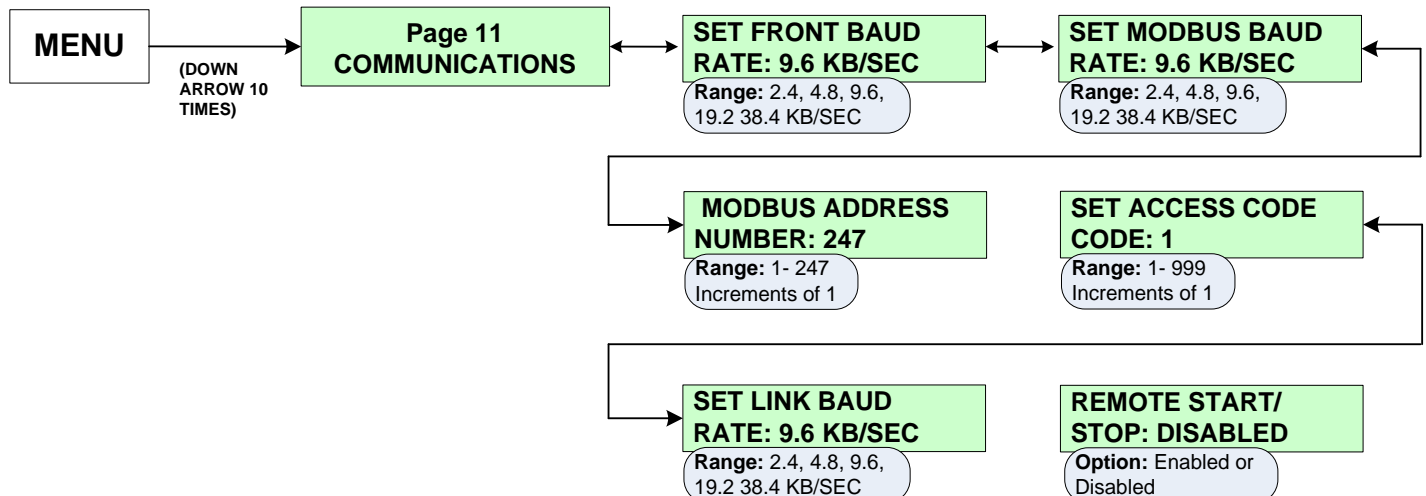 MENU
(DOWN
ARROW 10
TIMES)
Page 11
COMMUNICATIONS
SET FRONT BAUD
RATE: 9.6 KB/SEC
Range: 2.4, 4.8, 9.6,
19.2 38.4 KB/SEC
SET MODBUS BAUD
RATE: 9.6 KB/SEC
Range: 2.4, 4.8, 9.6,
19.2 38.4 KB/SEC
MODBUS ADDRESS
NUMBER: 247
Range: 1- 247
Increments of 1
SET ACCESS CODE
CODE: 1
Range: 1- 999
Increments of 1
SET LINK BAUD
RATE: 9.6 KB/SEC
Range: 2.4, 4.8, 9.6,
19.2 38.4 KB/SEC
REMOTE START/
STOP: DISABLED
Option: Enabled or
Disabled